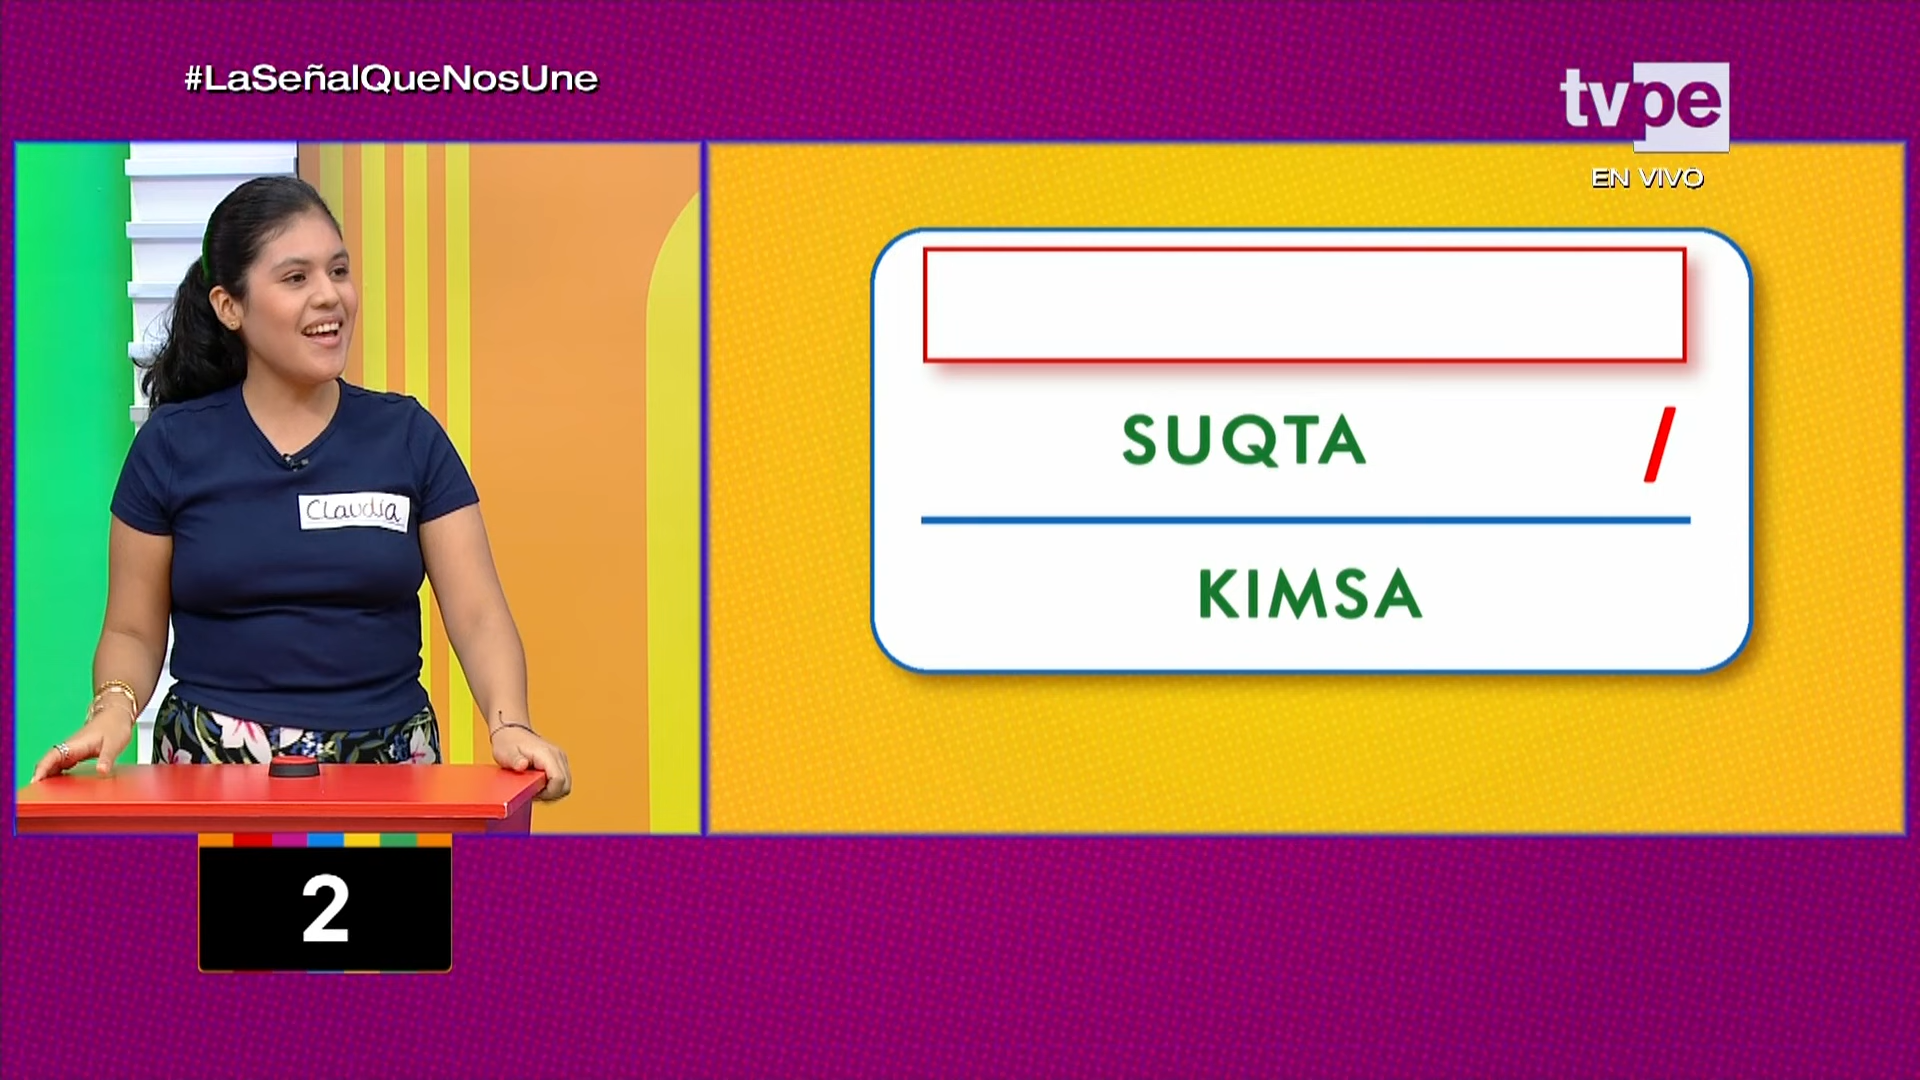 #LaSeñalQueNosUne
tvpe
EN VIVO
SUQTA /
KIMSA
Claudia
2